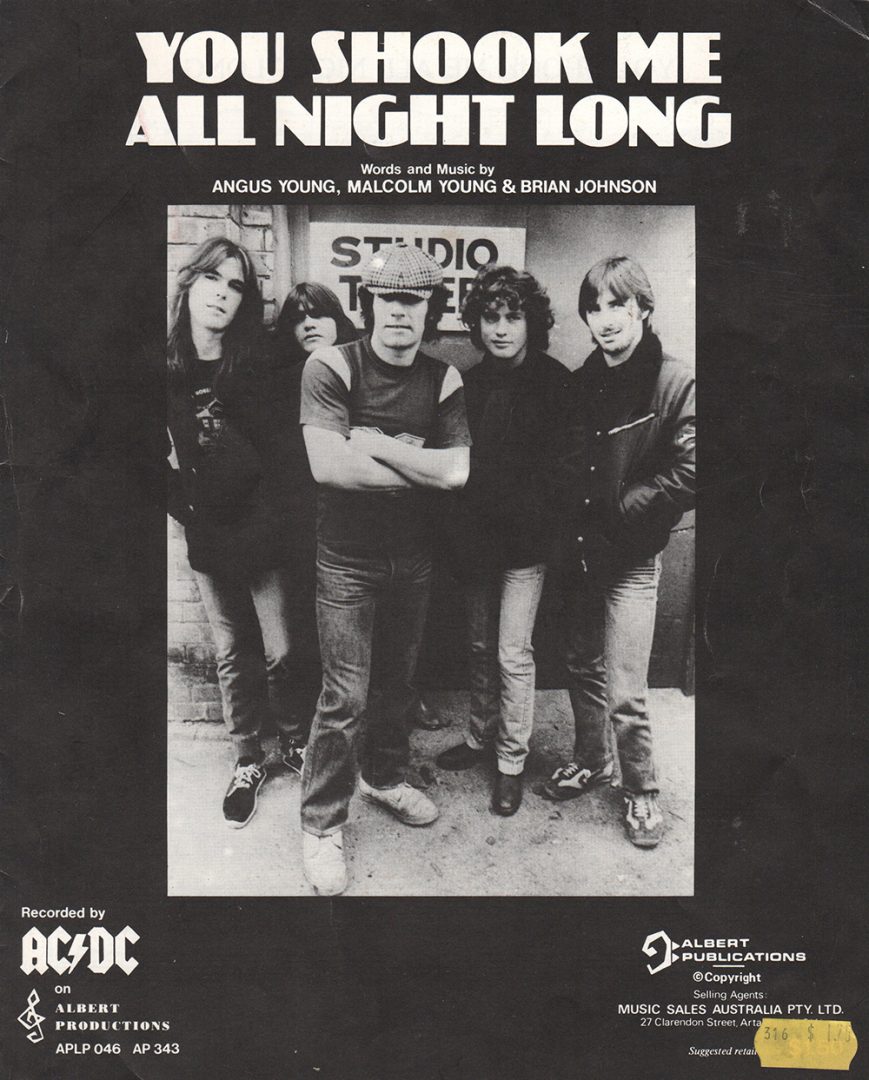 YOU SHOOK ME
ALL NIGHT LONG
Words and Music by
ANGUS YOUNG, MALCOLM YOUNG & BRIAN JOHNSON
STUDIO
Recorded by
AC⚡DC
on
ALBERT
PRODUCTIONS
APLP 046 AP 343
ALBERT
PUBLICATIONS
©Copyright
Selling Agents:
MUSIC SALES AUSTRALIA PTY. LTD.
27 Clarendon Street,
Suggested
316 $ 1.75